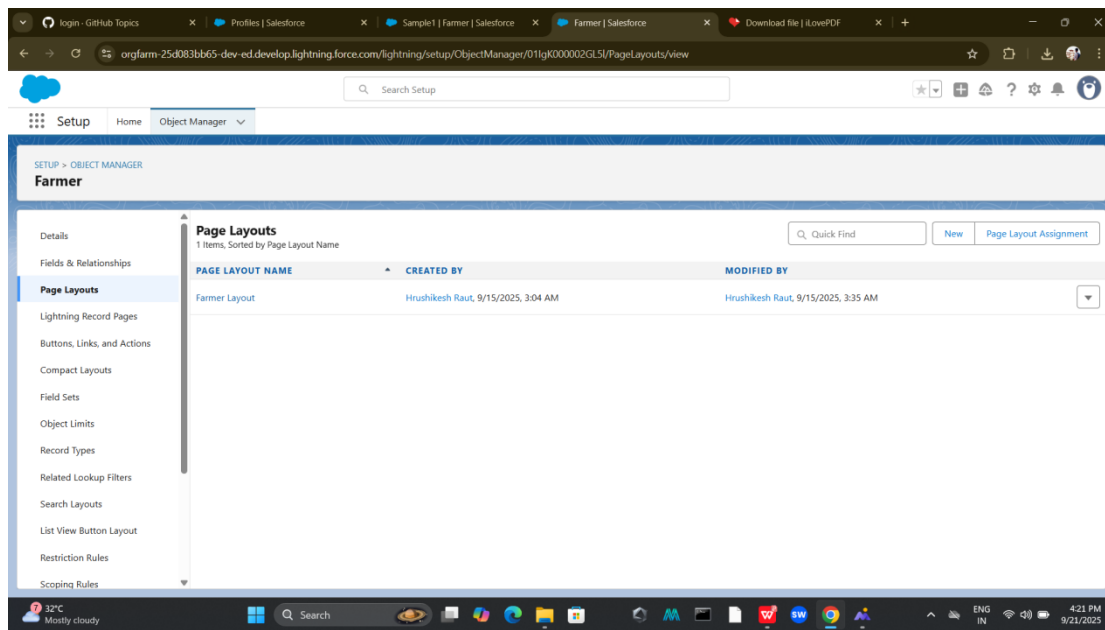 login · GitHub Topics
Profiles | Salesforce
Sample1 | Farmer | Salesforce
Farmer | Salesforce
Download file | iLovePDF
orgfarm-25d083bb65-dev-ed.develop.lightning.force.com/lightning/setup/ObjectManager/01IgK000002GL5l/PageLayouts/view
Search Setup
Setup
Home
Object Manager
SETUP > OBJECT MANAGER
Farmer
Details
Fields & Relationships
Page Layouts
Lightning Record Pages
Buttons, Links, and Actions
Compact Layouts
Field Sets
Object Limits
Record Types
Related Lookup Filters
Search Layouts
List View Button Layout
Restriction Rules
Scoping Rules
Page Layouts
1 Items, Sorted by Page Layout Name
Quick Find
New
Page Layout Assignment
PAGE LAYOUT NAME CREATED BY MODIFIED BY
Farmer Layout Hrushikesh Raut, 9/15/2025, 3:04 AM Hrushikesh Raut, 9/15/2025, 3:35 AM
7
32°C
Mostly cloudy
Search
W
SW
ENG
IN
4:21 PM
9/21/2025